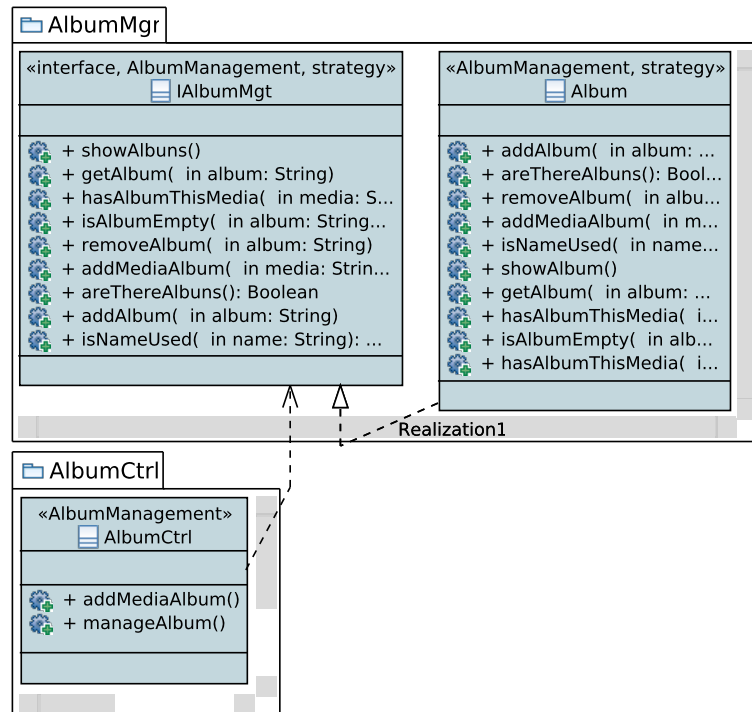 AlbumMgr
«interface, AlbumManagement, strategy»
IAlbumMgt
+ showAlbuns()
+ getAlbum( in album: String)
+ hasAlbumThisMedia( in media: S...
+ isAlbumEmpty( in album: String...
+ removeAlbum( in album: String)
+ addMediaAlbum( in media: Strin...
+ areThereAlbuns(): Boolean
+ addAlbum( in album: String)
+ isNameUsed( in name: String): ...
«AlbumManagement, strategy»
Album
+ addAlbum( in album: ...
+ areThereAlbuns(): Bool...
+ removeAlbum( in albu...
+ addMediaAlbum( in m...
+ isNameUsed( in name...
+ showAlbum()
+ getAlbum( in album: ...
+ hasAlbumThisMedia( i...
+ isAlbumEmpty( in alb...
+ hasAlbumThisMedia( i...
Realization1
AlbumCtrl
«AlbumManagement»
AlbumCtrl
+ addMediaAlbum()
+ manageAlbum()